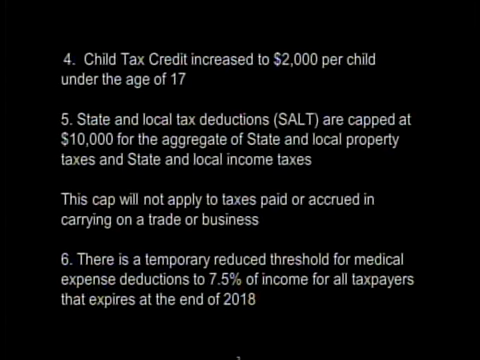 4. Child Tax Credit increased to $2,000 per child
under the age of 17
5. State and local tax deductions (SALT) are capped at
$10,000 for the aggregate of State and local property
taxes and State and local income taxes
This cap will not apply to taxes paid or accrued in
carrying on a trade or business
6. There is a temporary reduced threshold for medical
expense deductions to 7.5% of income for all taxpayers
that expires at the end of 2018